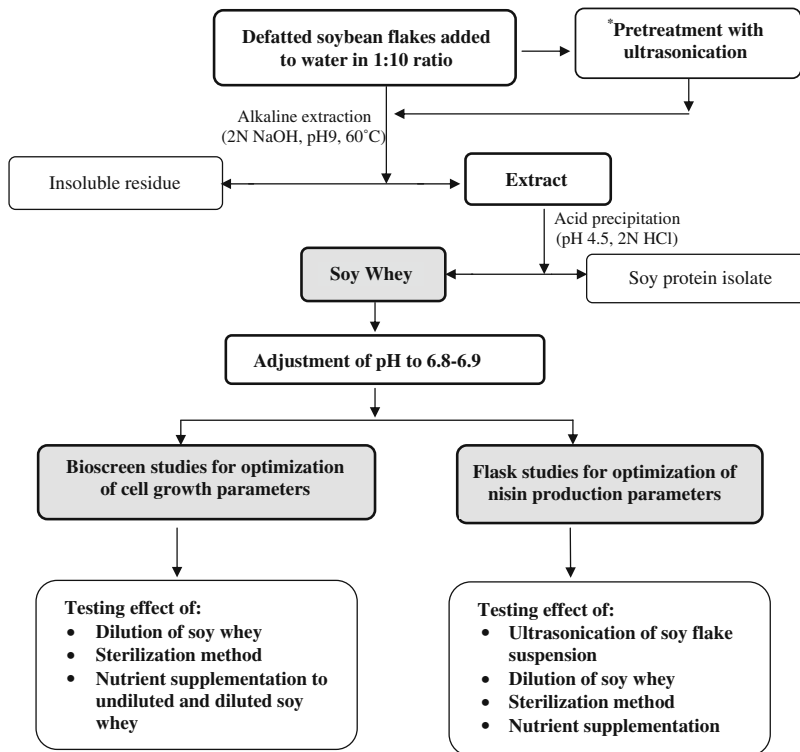 Defatted soybean flakes added
to water in 1:10 ratio
*Pretreatment with
ultrasonication
Alkaline extraction
(2N NaOH, pH9, 60˚C)
Insoluble residue
Extract
Acid precipitation
(pH 4.5, 2N HCl)
Soy Whey
Soy protein isolate
Adjustment of pH to 6.8-6.9
Bioscreen studies for optimization
of cell growth parameters
Flask studies for optimization of
nisin production parameters
Testing effect of:
• Dilution of soy whey
• Sterilization method
• Nutrient supplementation to
undiluted and diluted soy
whey
Testing effect of:
• Ultrasonication of soy flake
suspension
• Dilution of soy whey
• Sterilization method
• Nutrient supplementation